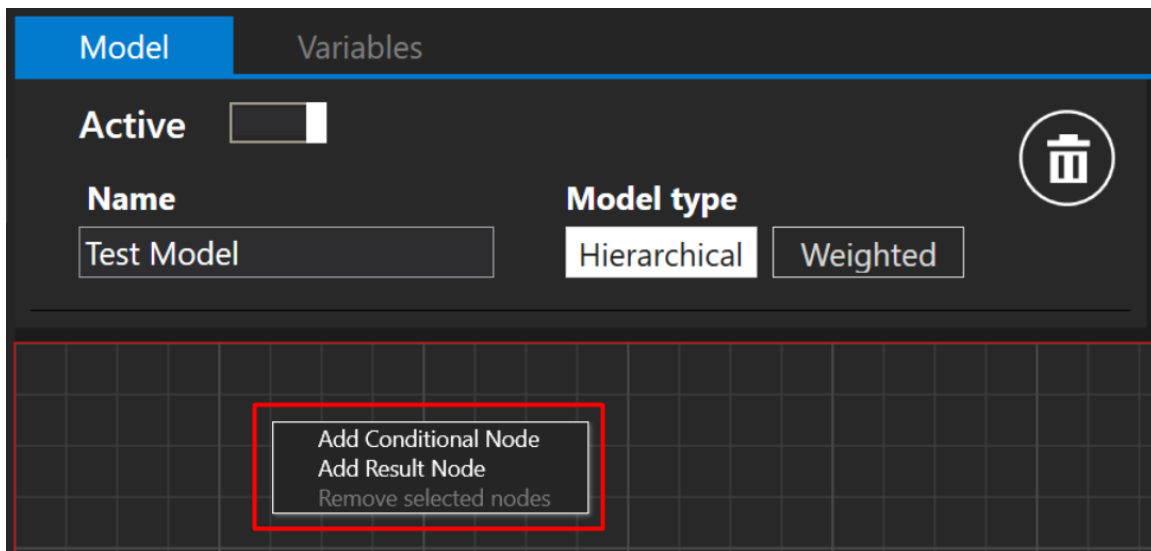 Model Variables
Active
Name Model type
Test Model Hierarchical Weighted
Add Conditional Node
Add Result Node
Remove selected nodes